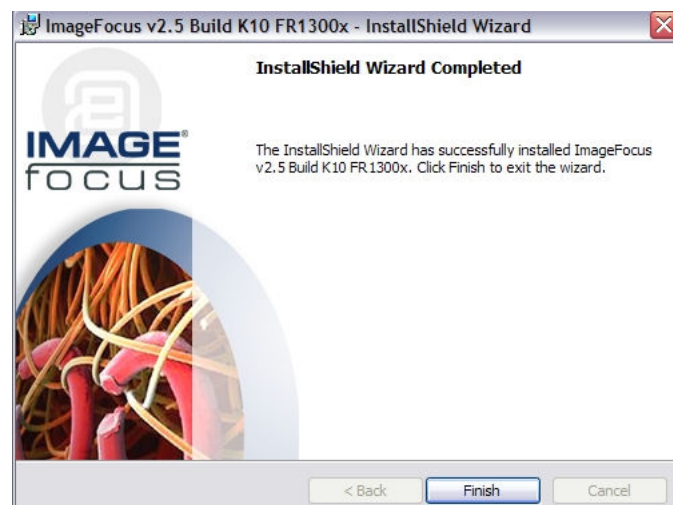 ImageFocus v2.5 Build K10 FR1300x - InstallShield Wizard
InstallShield Wizard Completed
IMAGE®
focus
The InstallShield Wizard has successfully installed ImageFocus
v2.5 Build K10 FR1300x. Click Finish to exit the wizard.
< Back
Finish
Cancel